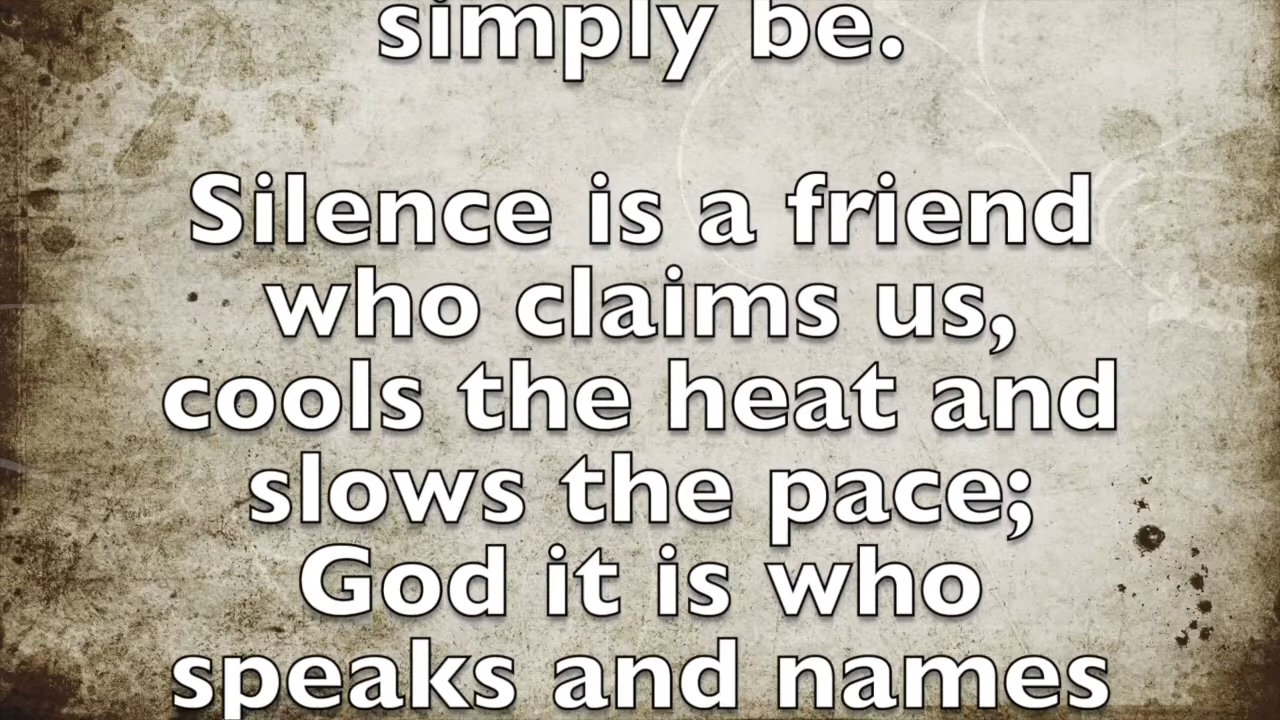 simply be.
Silence is a friend
who claims us,
cools the heat and
slows the pace;
God it is who
speaks and names